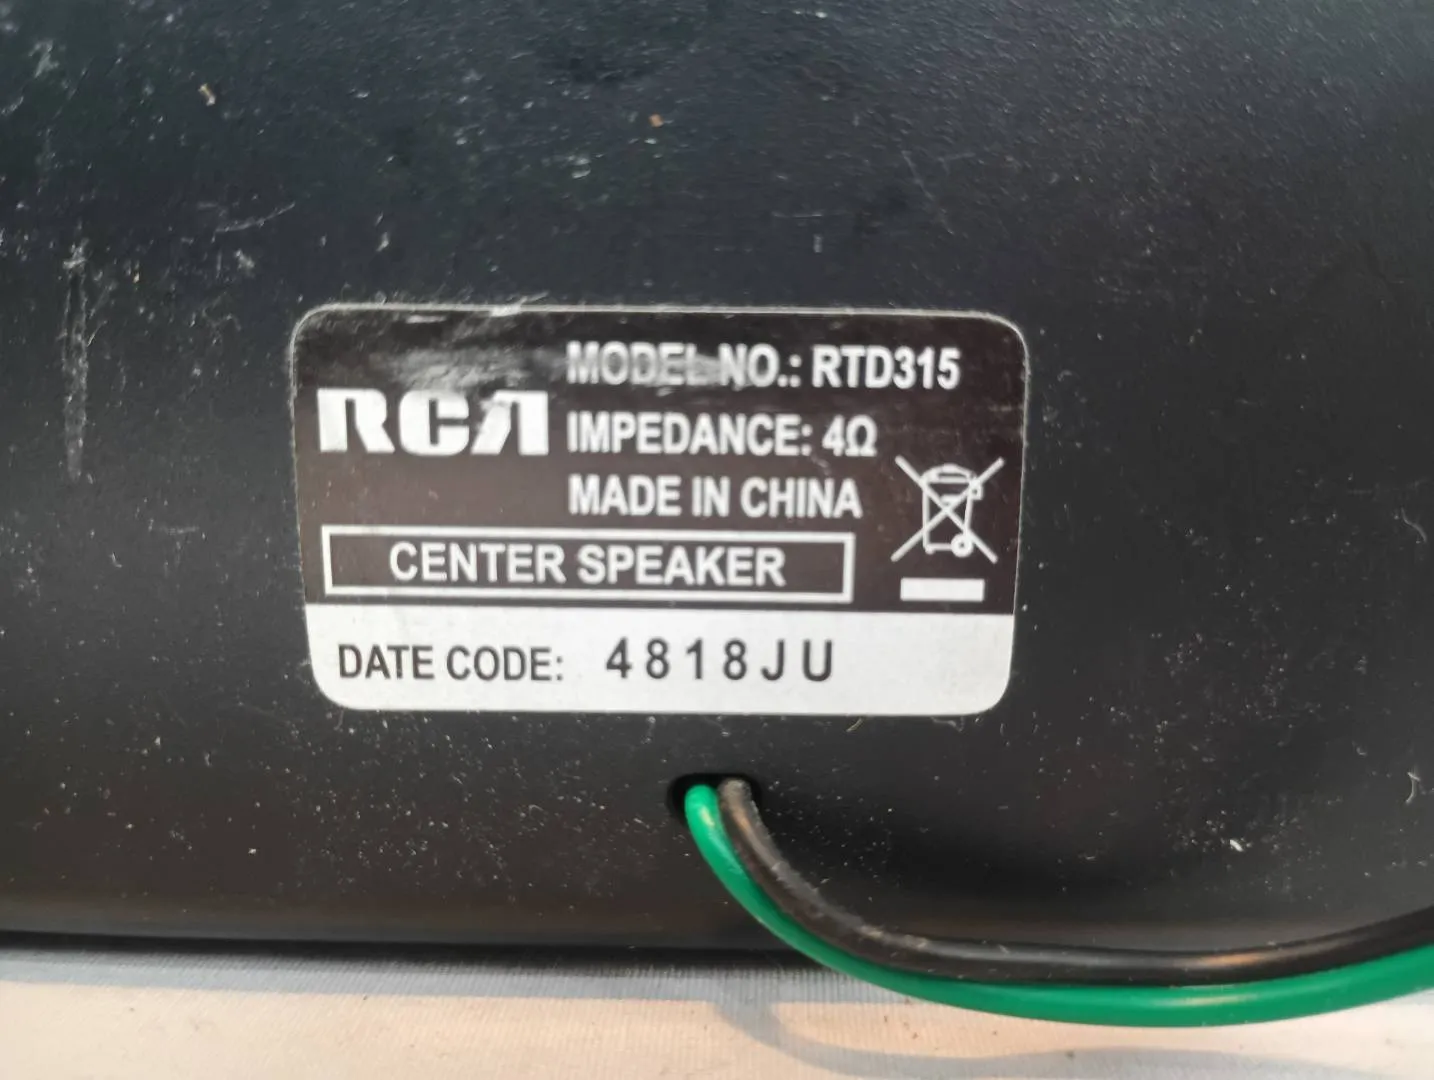 MODEL NO.: RTD315
RCA
IMPEDANCE: 4Ω
MADE IN CHINA
CENTER SPEAKER
DATE CODE: 4818JU